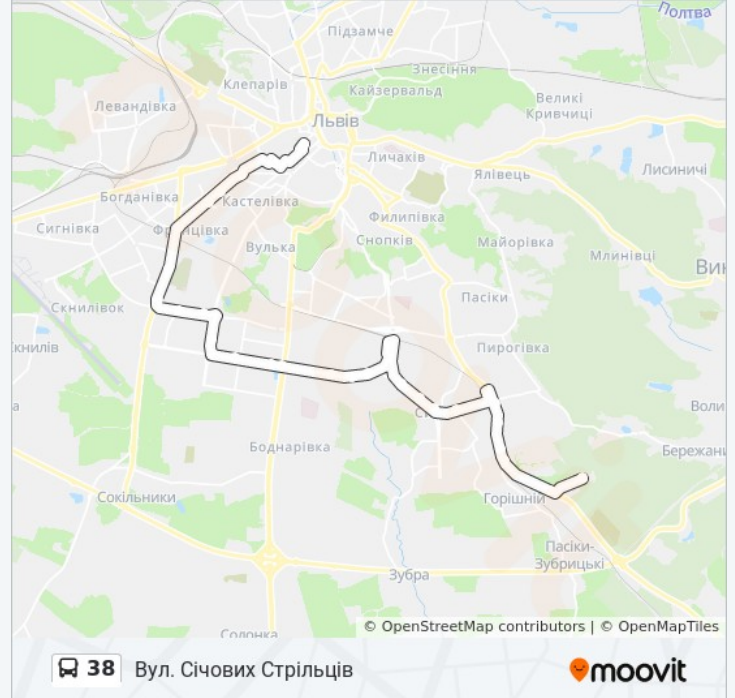 Полтва
Підзамче
Знесіння
Клепарів
Кайзервальд
Левандівка
Великі
Кривчиці
Львів
Личаків
Лисиничі
Ялівець
Богданівка
Кастелівка
Філипівка
Сигнівка
Вулька
Снопків
Майорівка
Млинівці
Вин
Скнилівок
Пасіки
книлів
Пирогівка
а
Воли
Боднарівка
Бережани
Сокільники
Горішній
Пасіки-
Зубрицькі
Зубра
Солонка
© OpenStreetMap contributors | © OpenMapTiles
38 Вул. Січових Стрільців
moovit